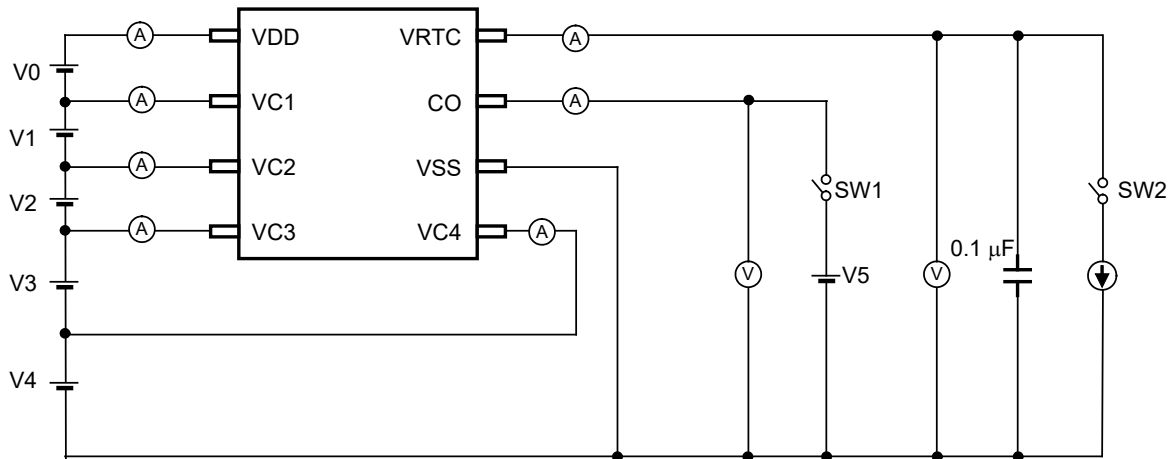 A VDD VRTC A
V0
A VC1 CO A
V1
A VC2 VSS
V2
SW1 SW2
A VC3 VC4 A
0.1 μF
V3
V V5 V
V4